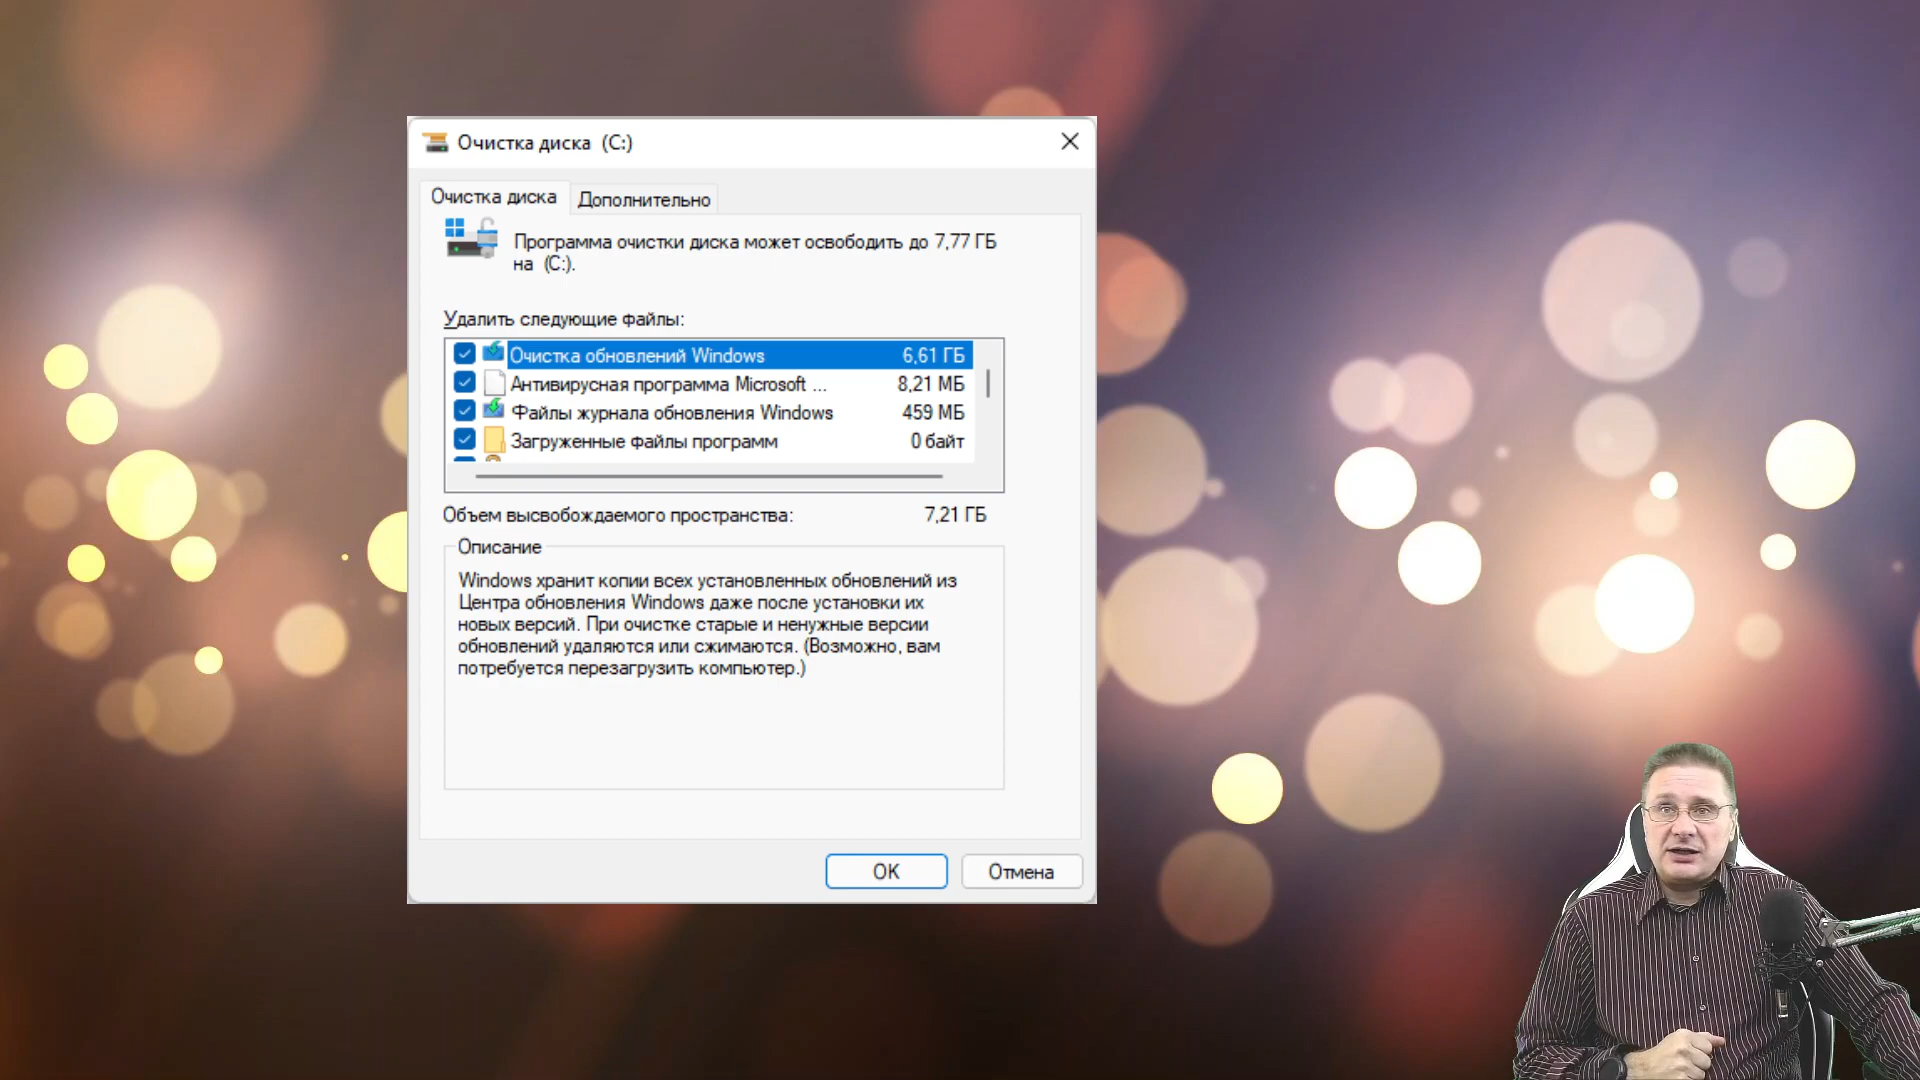 Очистка диска (C:)
Очистка диска
Дополнительно
Программа очистки диска может освободить до 7,77 ГБ
на (C:).
Удалить следующие файлы:
Очистка обновлений Windows 6,61 ГБ
Антивирусная программа Microsoft ... 8,21 МБ
Файлы журнала обновления Windows 459 МБ
Загруженные файлы программ 0 байт
Объем высвобождаемого пространства: 7,21 ГБ
Описание
Windows хранит копии всех установленных обновлений из
Центра обновления Windows даже после установки их
новых версий. При очистке старые и ненужные версии
обновлений удаляются или сжимаются. (Возможно, вам
потребуется перезагрузить компьютер.)
OK
Отмена